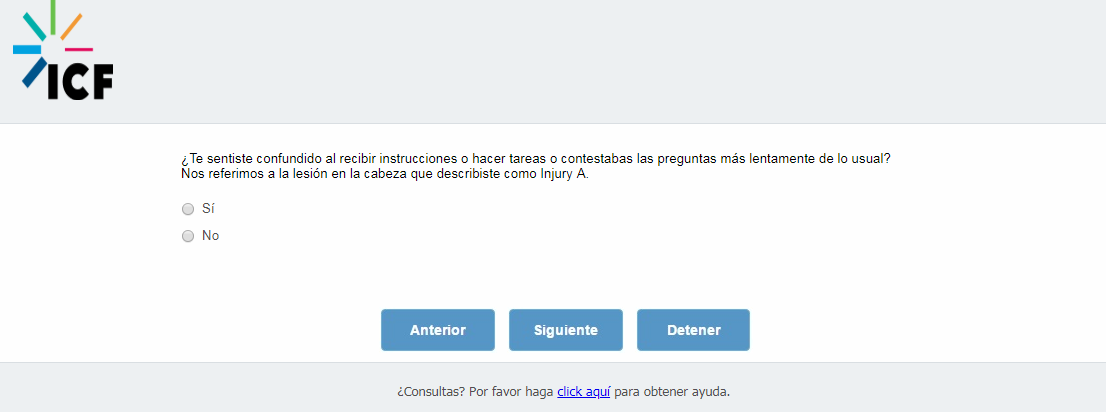 ICF
¿Te sentiste confundido al recibir instrucciones o hacer tareas o contestabas las preguntas más lentamente de lo usual?
Nos referimos a la lesión en la cabeza que describiste como Injury A.
Sí
No
Anterior
Siguiente
Detener
¿Consultas? Por favor haga click aquí para obtener ayuda.